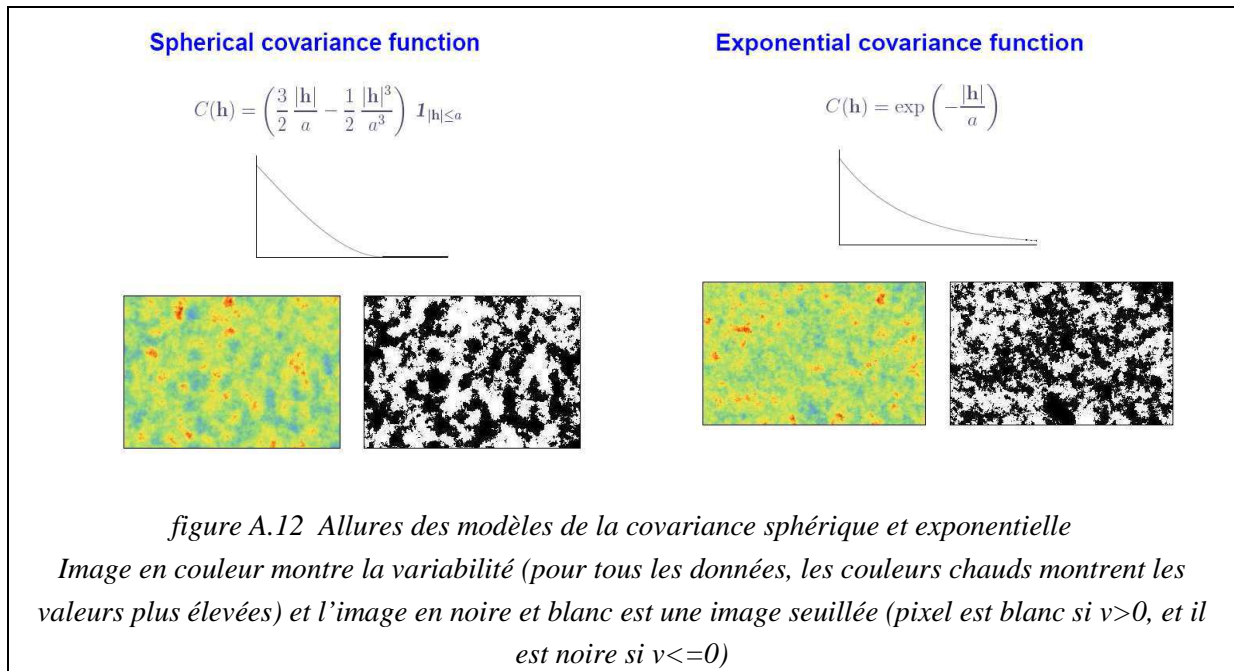 Spherical covariance function
C(h) = (3/2 |h|/a − 1/2 |h|³/a³) 1|h|≤a
Exponential covariance function
C(h) = exp (−|h|/a)
figure A.12 Allures des modèles de la covariance sphérique et exponentielle
Image en couleur montre la variabilité (pour tous les données, les couleurs chauds montrent les
valeurs plus élevées) et l’image en noire et blanc est une image seuillée (pixel est blanc si v>0, et il
est noire si v<=0)